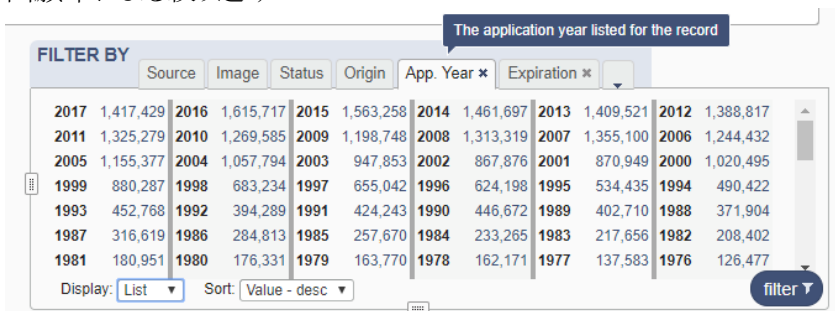 The application year listed for the record
FILTER BY
Source Image Status Origin App. Year × Expiration ×
2017 1,417,429 2016 1,615,717 2015 1,563,258 2014 1,461,697 2013 1,409,521 2012 1,388,817
2011 1,325,279 2010 1,269,585 2009 1,198,748 2008 1,313,319 2007 1,355,100 2006 1,244,432
2005 1,155,377 2004 1,057,794 2003 947,853 2002 867,876 2001 870,949 2000 1,020,495
1999 880,287 1998 683,234 1997 655,042 1996 624,198 1995 534,435 1994 490,422
1993 452,768 1992 394,289 1991 424,243 1990 446,672 1989 402,710 1988 371,904
1987 316,619 1986 284,813 1985 257,670 1984 233,265 1983 217,656 1982 208,402
1981 180,951 1980 176,331 1979 163,770 1978 162,171 1977 137,583 1976 126,477
Display: List Sort: Value - desc filter